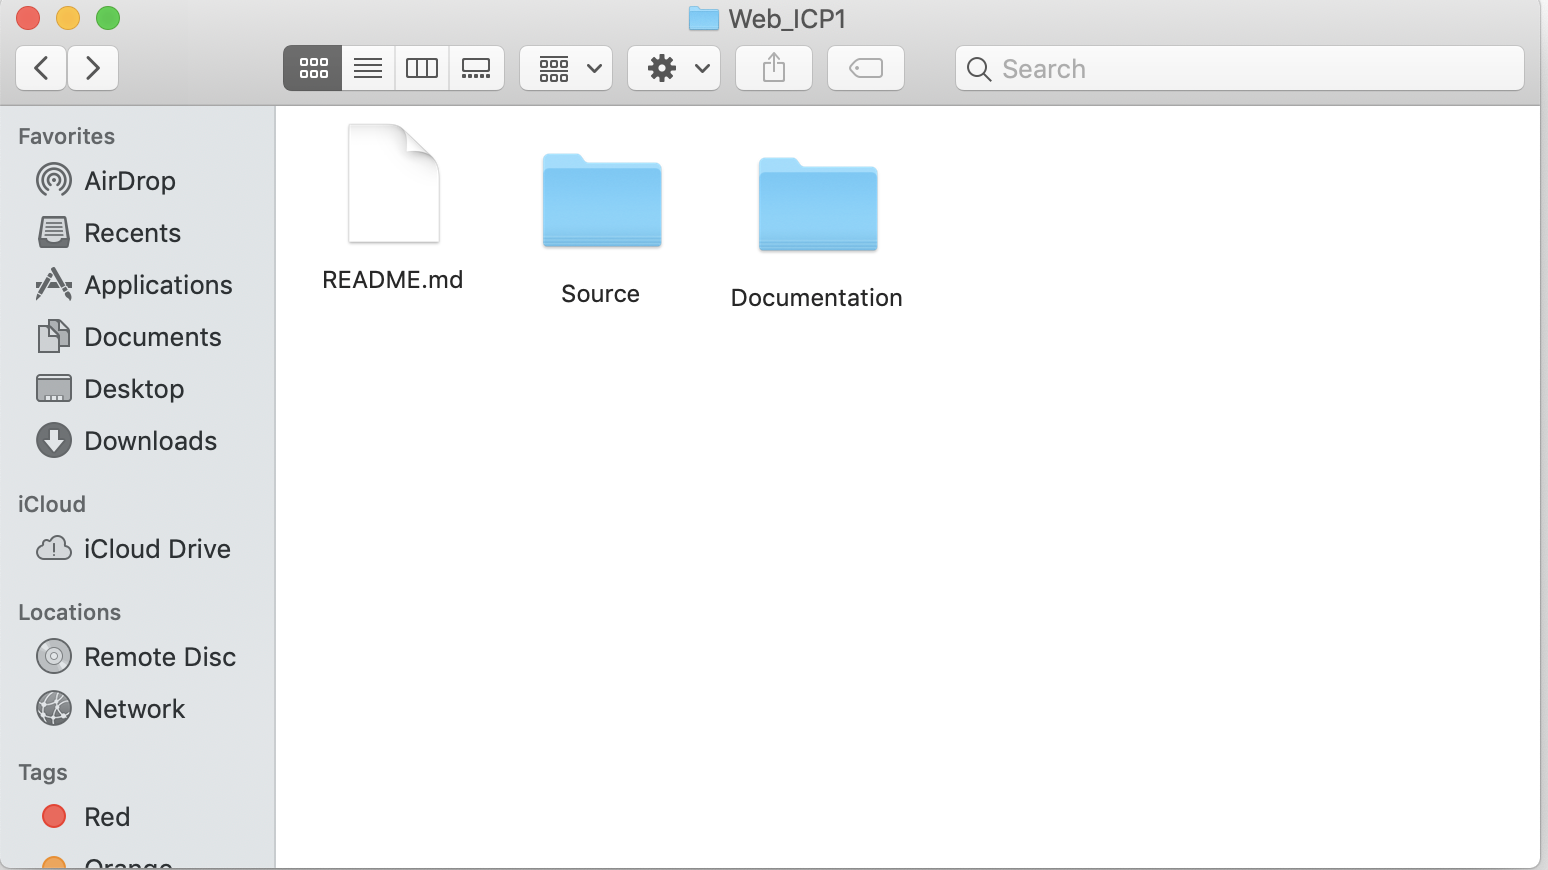 Web_ICP1
Search
Favorites
AirDrop
Recents
Applications
Documents
Desktop
Downloads
iCloud
iCloud Drive
Locations
Remote Disc
Network
Tags
Red
Orange
README.md
Source
Documentation